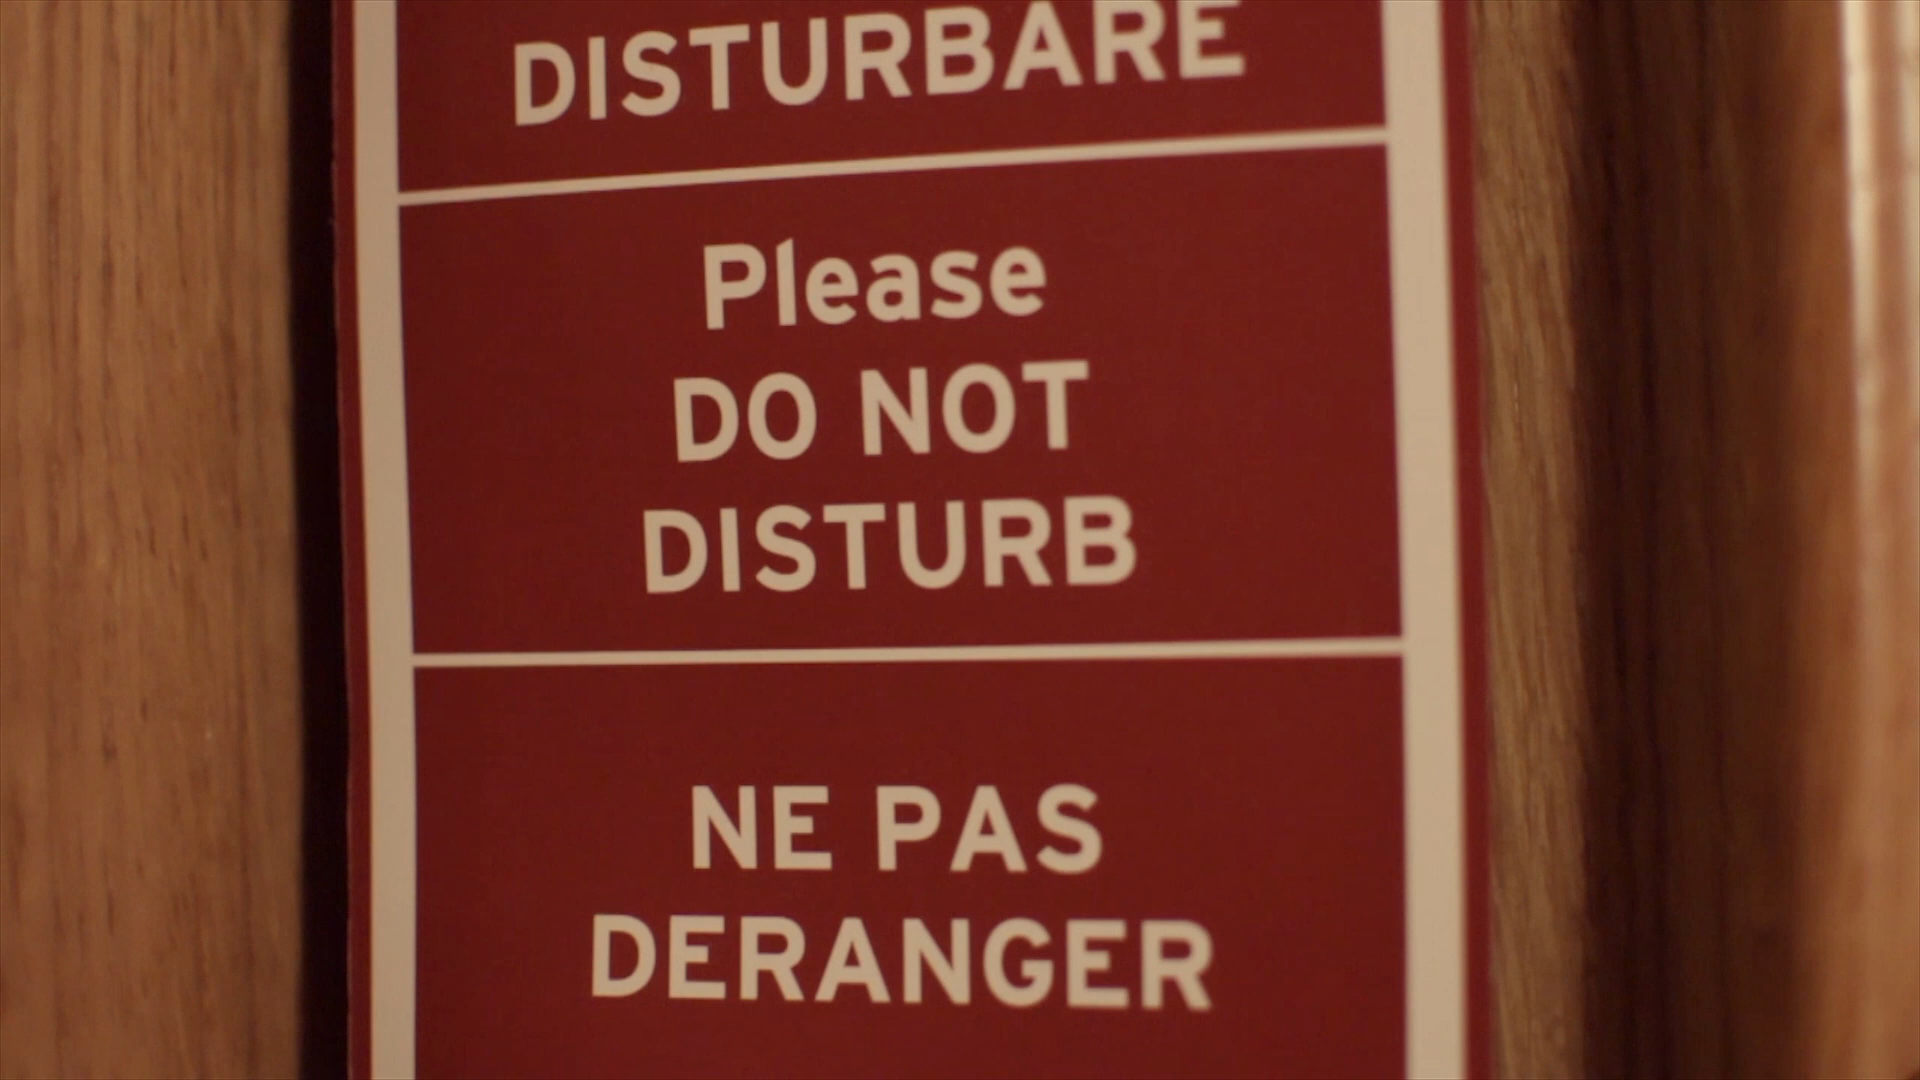 DISTURBARE
Please
DO NOT
DISTURB
NE PAS
DERANGER